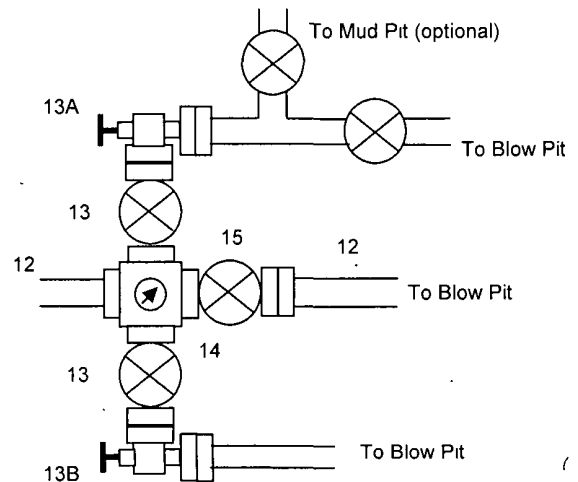 To Mud Pit (optional)
13A
To Blow Pit
13
15
12
12
To Blow Pit
14
13
To Blow Pit
13B